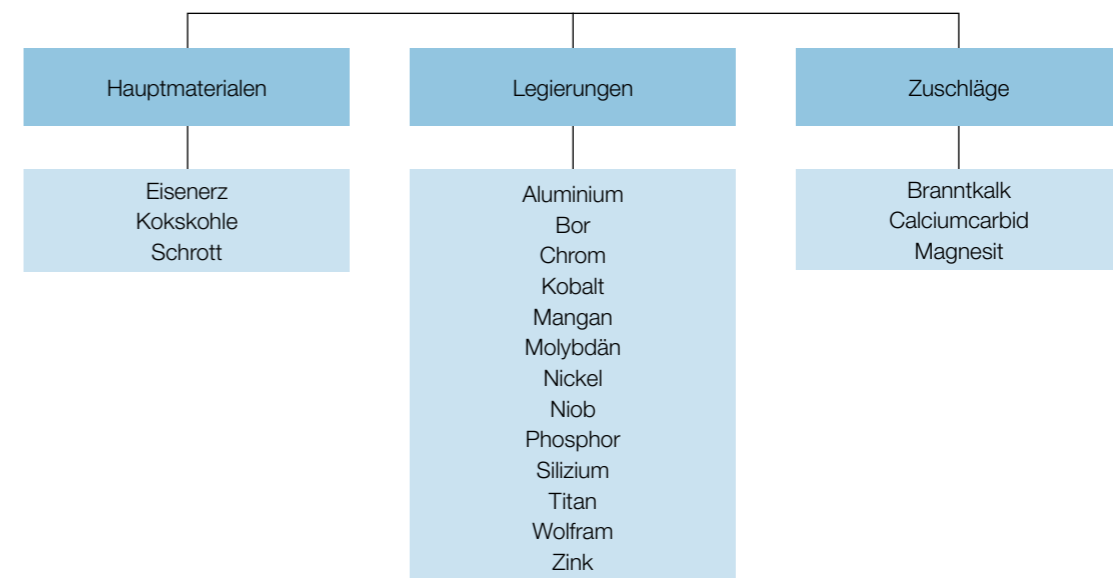 Hauptmaterialen
Legierungen
Zuschläge
Eisenerz
Kokskohle
Schrott
Aluminium
Bor
Chrom
Kobalt
Mangan
Molybdän
Nickel
Niob
Phosphor
Silizium
Titan
Wolfram
Zink
Branntkalk
Calciumcarbid
Magnesit